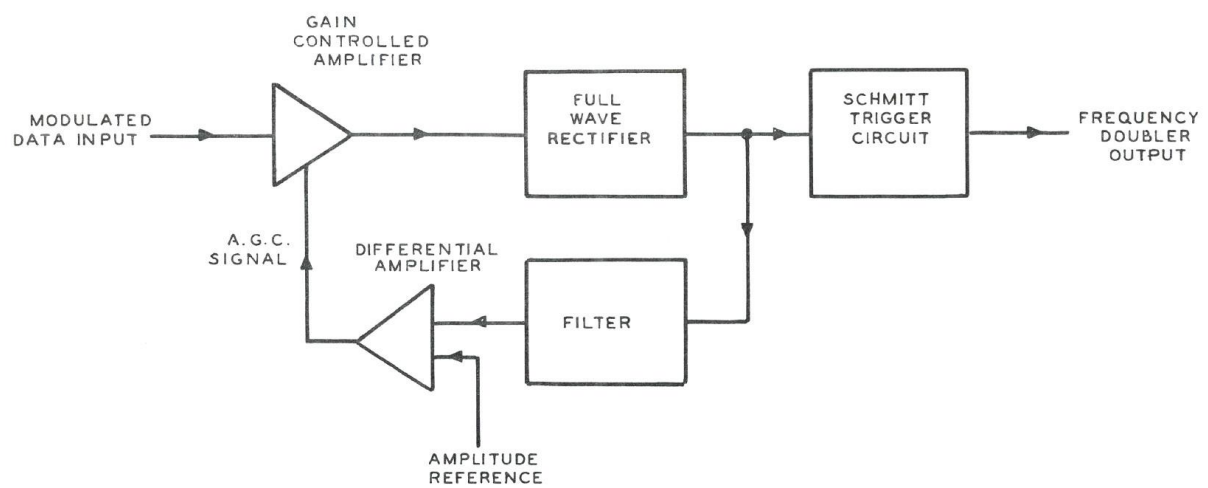 GAIN
CONTROLLED
AMPLIFIER
MODULATED
DATA INPUT
FULL
WAVE
RECTIFIER
SCHMITT
TRIGGER
CIRCUIT
FREQUENCY
DOUBLER
OUTPUT
A.G.C.
SIGNAL
DIFFERENTIAL
AMPLIFIER
FILTER
AMPLITUDE
REFERENCE